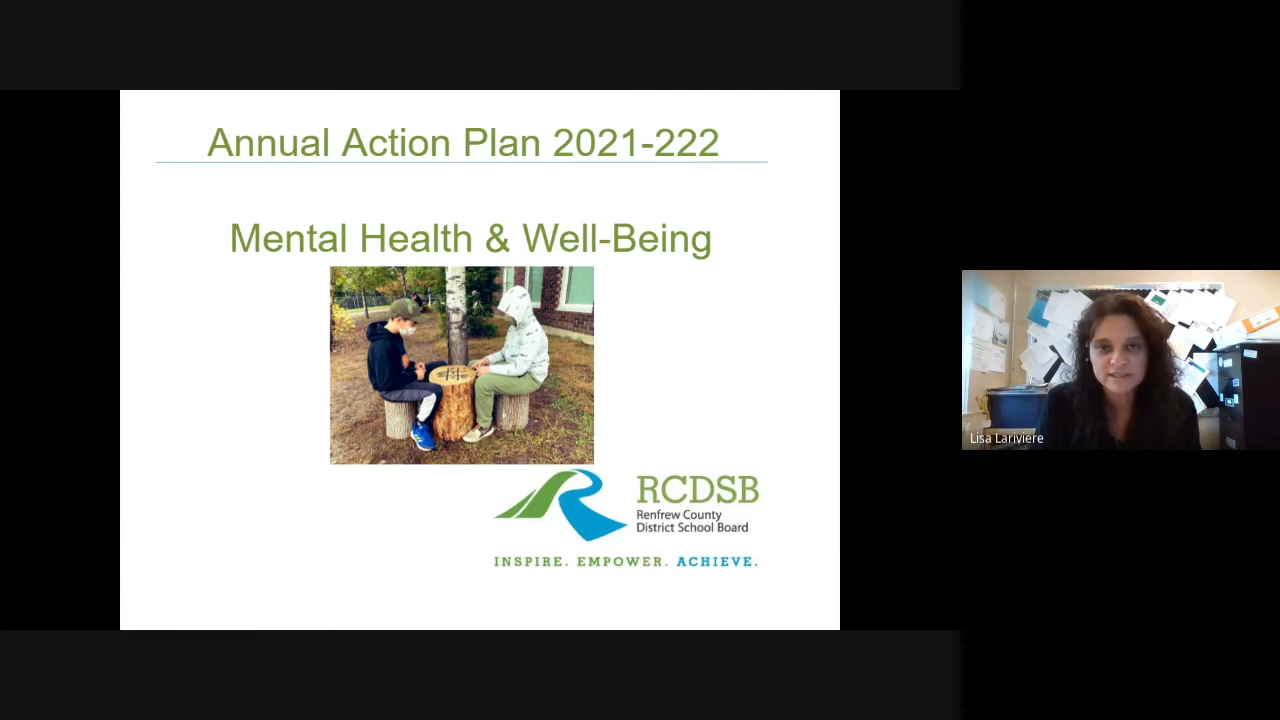 Annual Action Plan 2021-222
Mental Health & Well-Being
RCDSB
Renfrew County
District School Board
INSPIRE. EMPOWER. ACHIEVE.
Lisa Lariviere